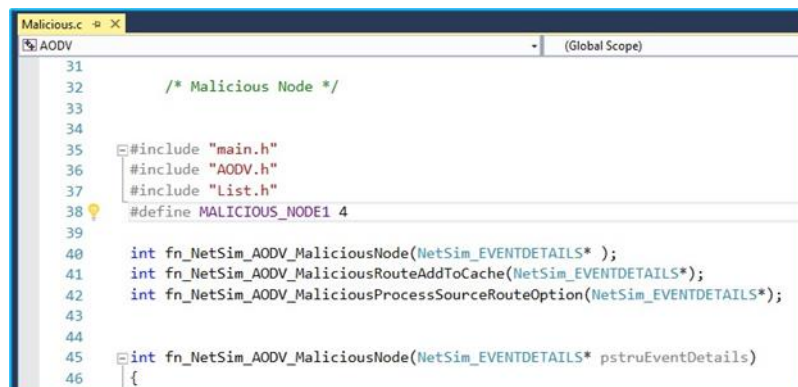 Malicious.c
AODV
(Global Scope)
31
32 /* Malicious Node */
33
34
35 #include "main.h"
36 #include "AODV.h"
37 #include "List.h"
38 #define MALICIOUS_NODE1 4
39
40 int fn_NetSim_AODV_MaliciousNode(NetSim_EVENTDETAILS* );
41 int fn_NetSim_AODV_MaliciousRouteAddToCache(NetSim_EVENTDETAILS*);
42 int fn_NetSim_AODV_MaliciousProcessSourceRouteOption(NetSim_EVENTDETAILS*);
43
44
45 int fn_NetSim_AODV_MaliciousNode(NetSim_EVENTDETAILS* pstruEventDetails)
46 {